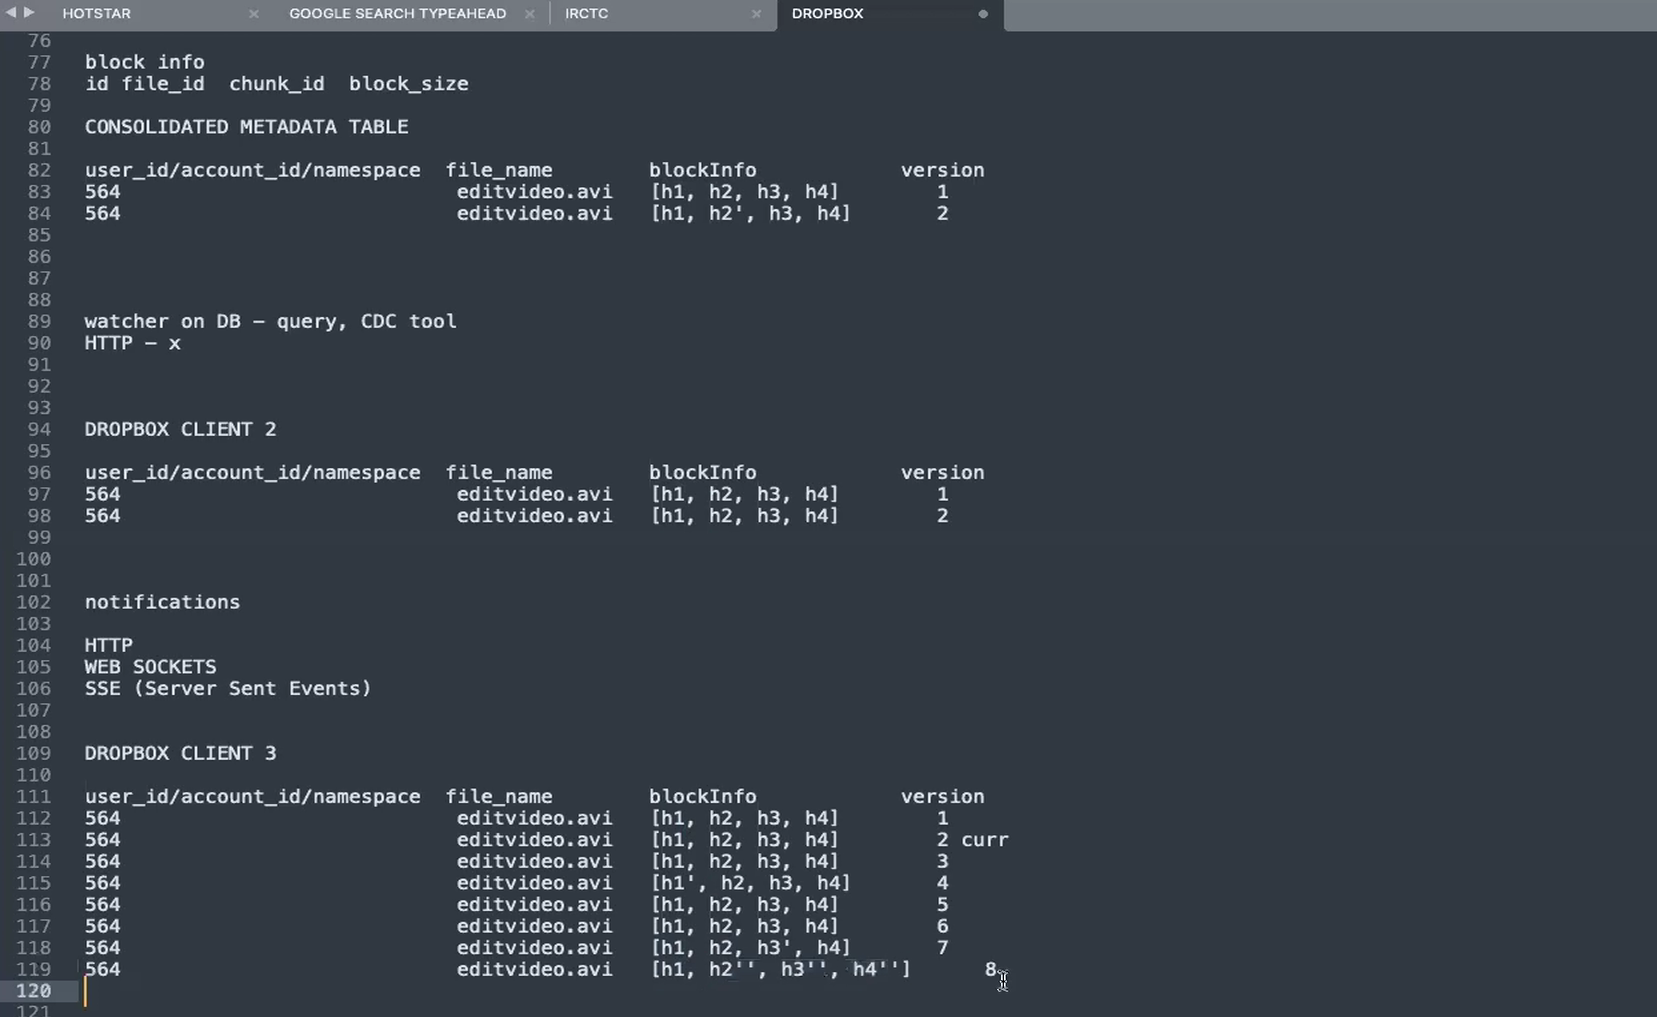 HOTSTAR × GOOGLE SEARCH TYPEAHEAD × IRCTC × DROPBOX
76
77 block info
78 id file_id chunk_id block_size
79
80 CONSOLIDATED METADATA TABLE
81
82 user_id/account_id/namespace file_name blockInfo version
83 564 editvideo.avi [h1, h2, h3, h4] 1
84 564 editvideo.avi [h1, h2', h3, h4] 2
85
86
87
88
89 watcher on DB – query, CDC tool
90 HTTP – x
91
92
93
94 DROPBOX CLIENT 2
95
96 user_id/account_id/namespace file_name blockInfo version
97 564 editvideo.avi [h1, h2, h3, h4] 1
98 564 editvideo.avi [h1, h2, h3, h4] 2
99
100
101
102 notifications
103
104 HTTP
105 WEB SOCKETS
106 SSE (Server Sent Events)
107
108
109 DROPBOX CLIENT 3
110
111 user_id/account_id/namespace file_name blockInfo version
112 564 editvideo.avi [h1, h2, h3, h4] 1
113 564 editvideo.avi [h1, h2, h3, h4] 2 curr
114 564 editvideo.avi [h1, h2, h3, h4] 3
115 564 editvideo.avi [h1', h2, h3, h4] 4
116 564 editvideo.avi [h1, h2, h3, h4] 5
117 564 editvideo.avi [h1, h2, h3, h4] 6
118 564 editvideo.avi [h1, h2, h3', h4] 7
119 564 editvideo.avi [h1, h2'', h3'', h4''] 8
120
121